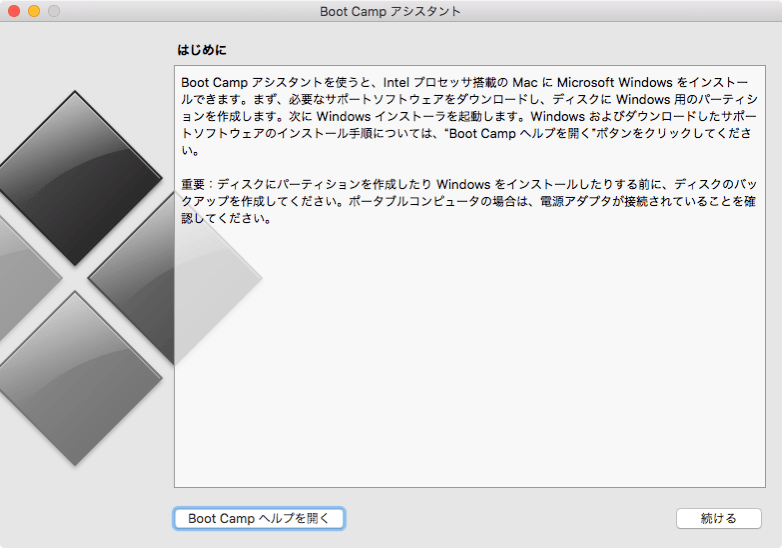 Boot Camp アシスタント
はじめに
Boot Camp アシスタントを使うと、Intel プロセッサ搭載の Mac に Microsoft Windows をインストー
ルできます。まず、必要なサポートソフトウェアをダウンロードし、ディスクに Windows 用のパーティシ
ョンを作成します。次に Windows インストーラを起動します。Windows およびダウンロードしたサポー
トソフトウェアのインストール手順については、“Boot Camp ヘルプを開く”ボタンをクリックしてくださ
い。
重要：ディスクにパーティションを作成したり Windows をインストールしたりする前に、ディスクのバッ
クアップを作成してください。ポータブルコンピュータの場合は、電源アダプタが接続されていることを確
認してください。
Boot Camp ヘルプを開く
続ける